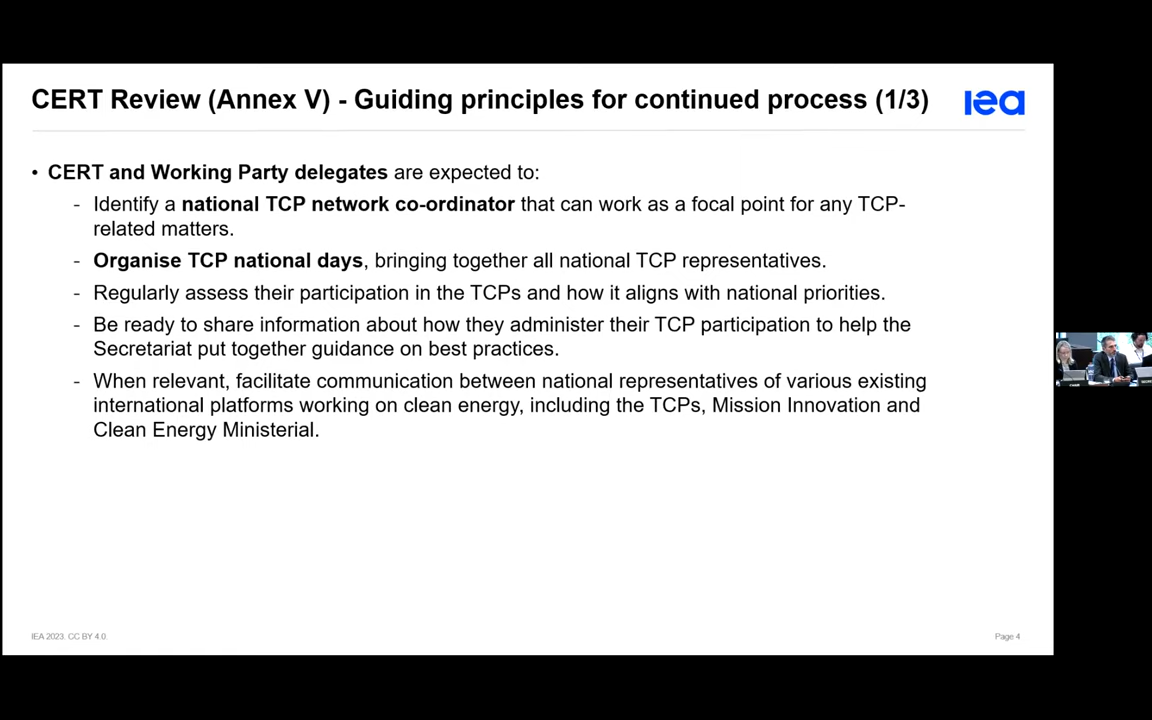 CERT Review (Annex V) - Guiding principles for continued process (1/3)
iea
• CERT and Working Party delegates are expected to:
- Identify a national TCP network co-ordinator that can work as a focal point for any TCP-
related matters.
- Organise TCP national days, bringing together all national TCP representatives.
- Regularly assess their participation in the TCPs and how it aligns with national priorities.
- Be ready to share information about how they administer their TCP participation to help the
Secretariat put together guidance on best practices.
- When relevant, facilitate communication between national representatives of various existing
international platforms working on clean energy, including the TCPs, Mission Innovation and
Clean Energy Ministerial.
IEA 2023. CC BY 4.0.
Page 4